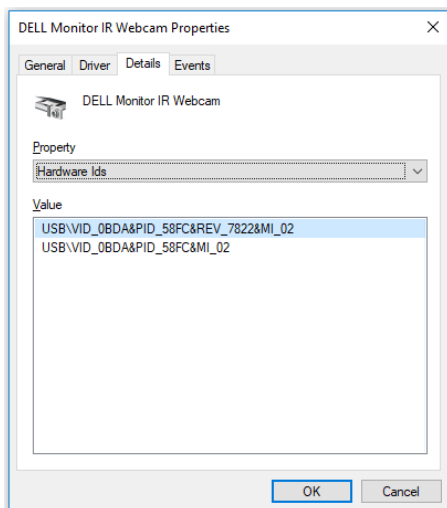 DELL Monitor IR Webcam Properties
General Driver Details Events
DELL Monitor IR Webcam
Property
Hardware Ids
Value
USB\VID_0BDA&PID_58FC&REV_7822&MI_02
USB\VID_0BDA&PID_58FC&MI_02
OK Cancel